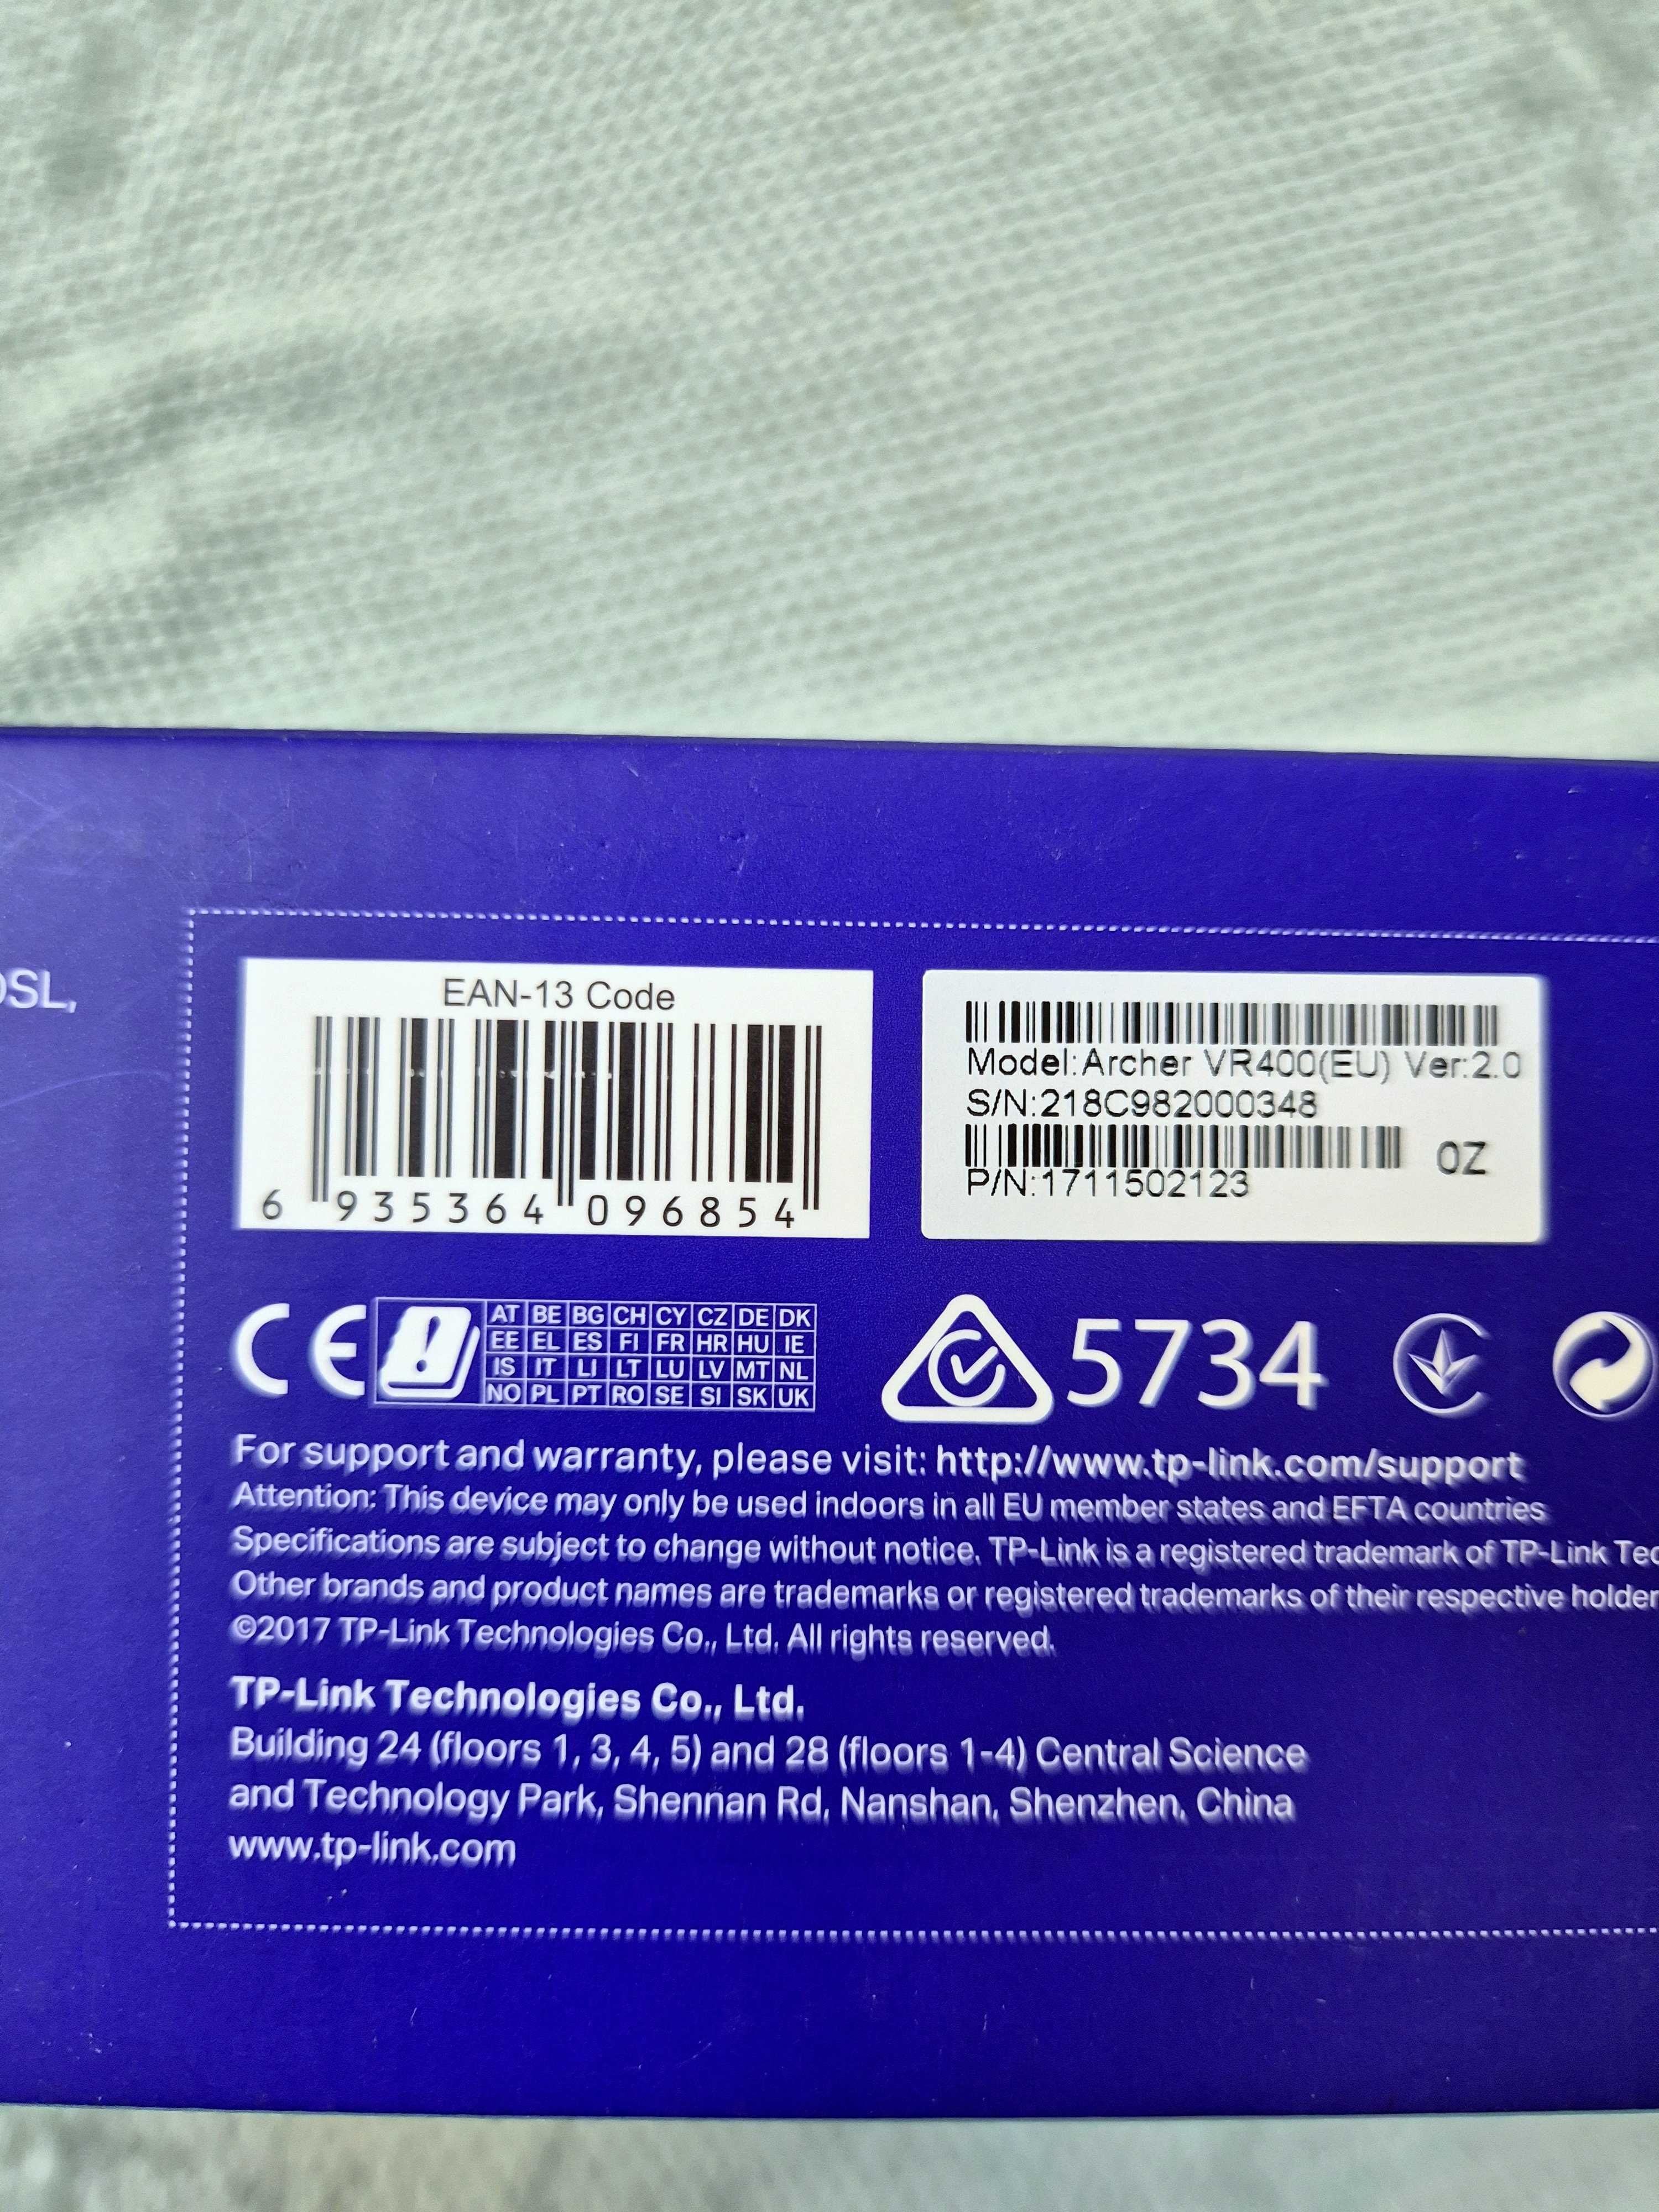 DSL,
EAN-13 Code
6 935364 096854
Model:Archer VR400(EU) Ver:2.0
S/N:218C982000348
P/N:1711502123
0Z
CE
AT BE BG CH CY CZ DE DK
EE EL ES FI FR HR HU IE
IS IT LI LT LU LV MT NL
NO PL PT RO SE SI SK UK
5734
For support and warranty, please visit: http://www.tp-link.com/support
Attention: This device may only be used indoors in all EU member states and EFTA countries
Specifications are subject to change without notice. TP-Link is a registered trademark of TP-Link Tec
Other brands and product names are trademarks or registered trademarks of their respective holder
©2017 TP-Link Technologies Co., Ltd. All rights reserved.
TP-Link Technologies Co., Ltd.
Building 24 (floors 1, 3, 4, 5) and 28 (floors 1-4) Central Science
and Technology Park, Shennan Rd, Nanshan, Shenzhen, China
www.tp-link.com